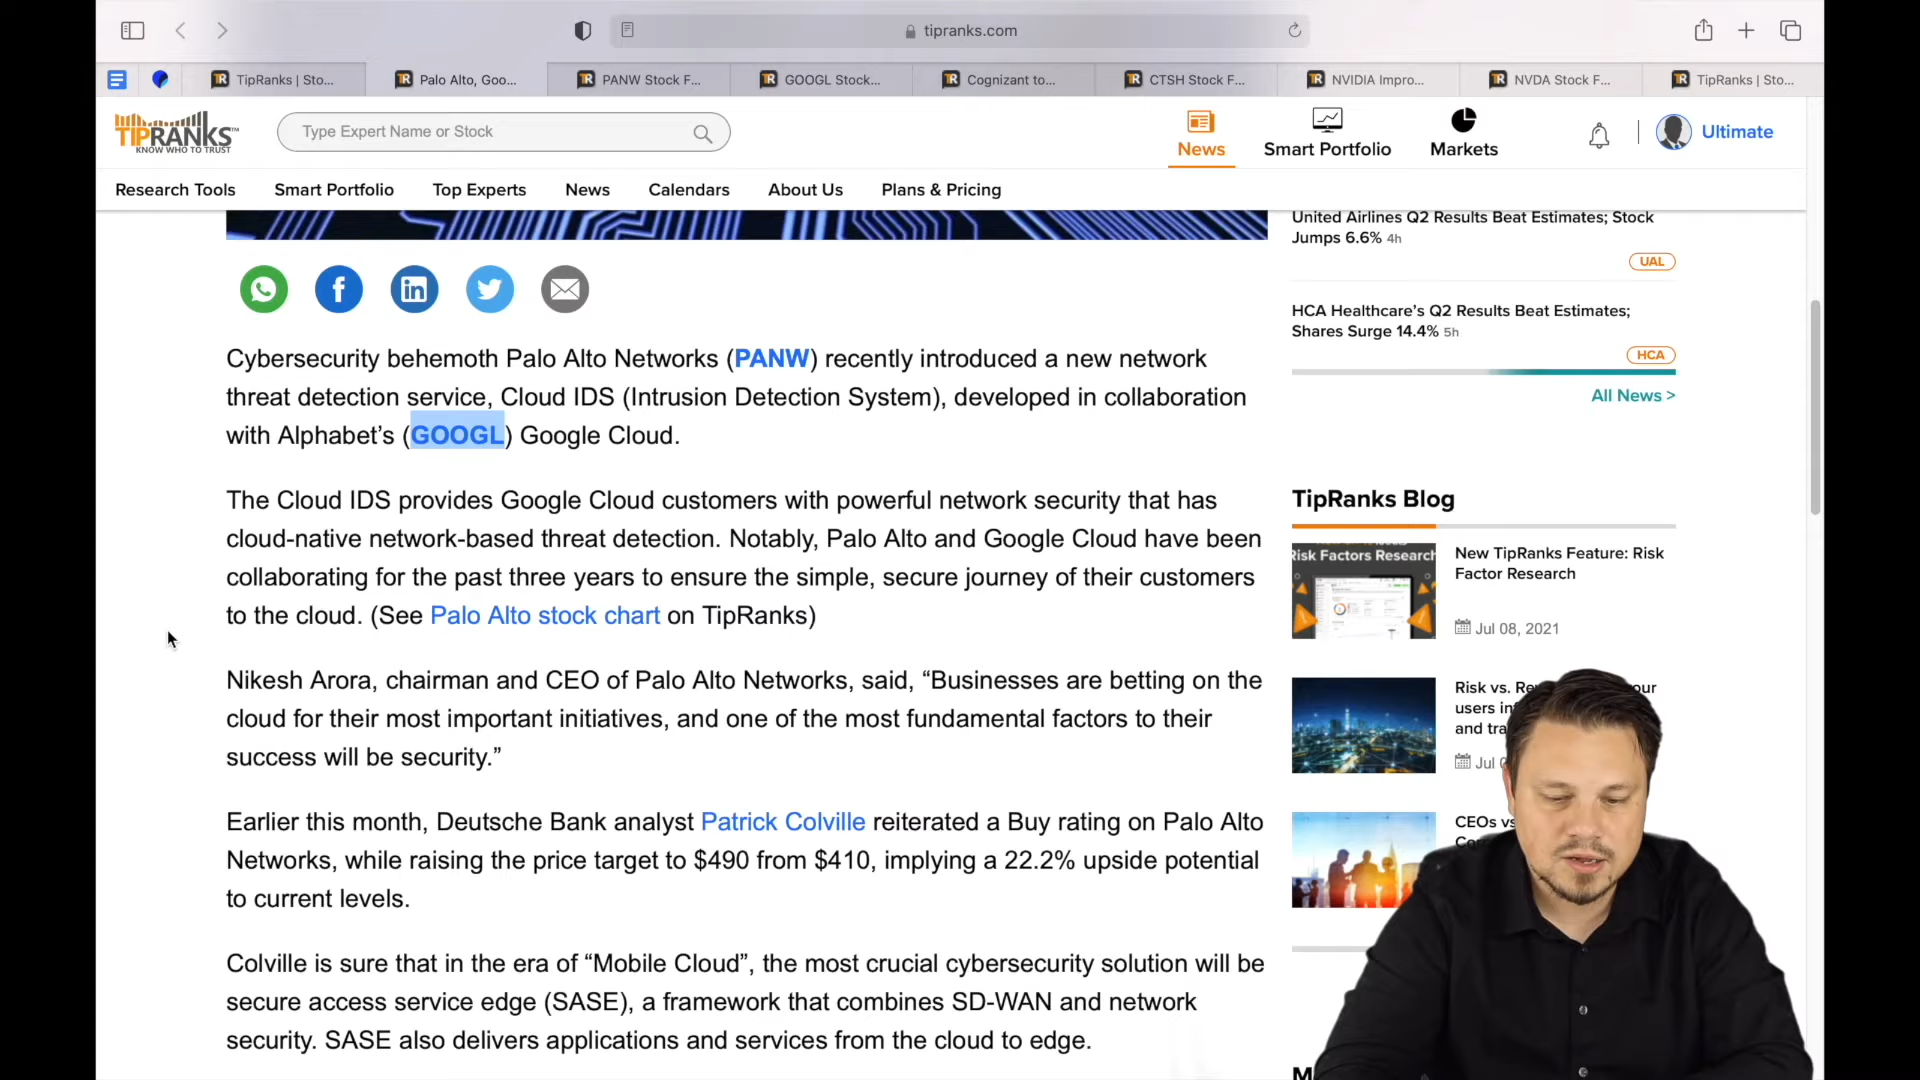 tipranks.com
TipRanks | Sto...
Palo Alto, Goo...
PANW Stock F...
GOOGL Stock...
Cognizant to...
CTSH Stock F...
NVIDIA Impro...
NVDA Stock F...
TipRanks | Sto...
TIPRANKS™
KNOW WHO TO TRUST
Type Expert Name or Stock
News
Smart Portfolio
Markets
Ultimate
Research Tools
Smart Portfolio
Top Experts
News
Calendars
About Us
Plans & Pricing
Cybersecurity behemoth Palo Alto Networks (PANW) recently introduced a new network
threat detection service, Cloud IDS (Intrusion Detection System), developed in collaboration
with Alphabet’s (GOOGL) Google Cloud.
The Cloud IDS provides Google Cloud customers with powerful network security that has
cloud-native network-based threat detection. Notably, Palo Alto and Google Cloud have been
collaborating for the past three years to ensure the simple, secure journey of their customers
to the cloud. (See Palo Alto stock chart on TipRanks)
Nikesh Arora, chairman and CEO of Palo Alto Networks, said, “Businesses are betting on the
cloud for their most important initiatives, and one of the most fundamental factors to their
success will be security.”
Earlier this month, Deutsche Bank analyst Patrick Colville reiterated a Buy rating on Palo Alto
Networks, while raising the price target to $490 from $410, implying a 22.2% upside potential
to current levels.
Colville is sure that in the era of “Mobile Cloud”, the most crucial cybersecurity solution will be
secure access service edge (SASE), a framework that combines SD-WAN and network
security. SASE also delivers applications and services from the cloud to edge.
United Airlines Q2 Results Beat Estimates; Stock
Jumps 6.6% 4h
UAL
HCA Healthcare’s Q2 Results Beat Estimates;
Shares Surge 14.4% 5h
HCA
All News >
TipRanks Blog
Risk Factors Research
New TipRanks Feature: Risk
Factor Research
Jul 08, 2021
Risk vs.
users
and
Jul
CEOs vs